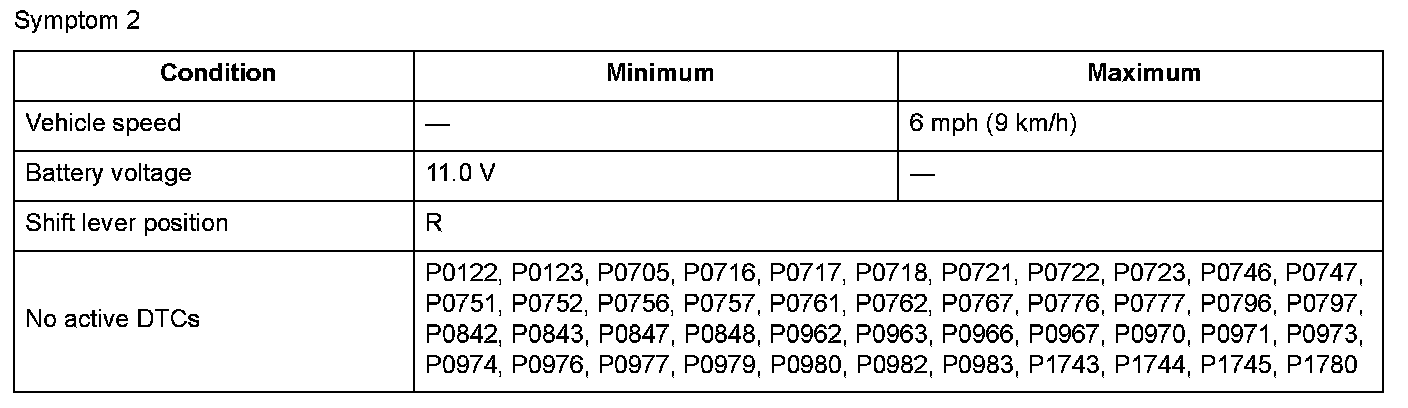 Symptom 2
Condition Minimum Maximum
Vehicle speed — 6 mph (9 km/h)
Battery voltage 11.0 V —
Shift lever position R
No active DTCs
P0122, P0123, P0705, P0716, P0717, P0718, P0721, P0722, P0723, P0746, P0747,
P0751, P0752, P0756, P0757, P0761, P0762, P0767, P0776, P0777, P0796, P0797,
P0842, P0843, P0847, P0848, P0962, P0963, P0966, P0967, P0970, P0971, P0973,
P0974, P0976, P0977, P0979, P0980, P0982, P0983, P1743, P1744, P1745, P1780